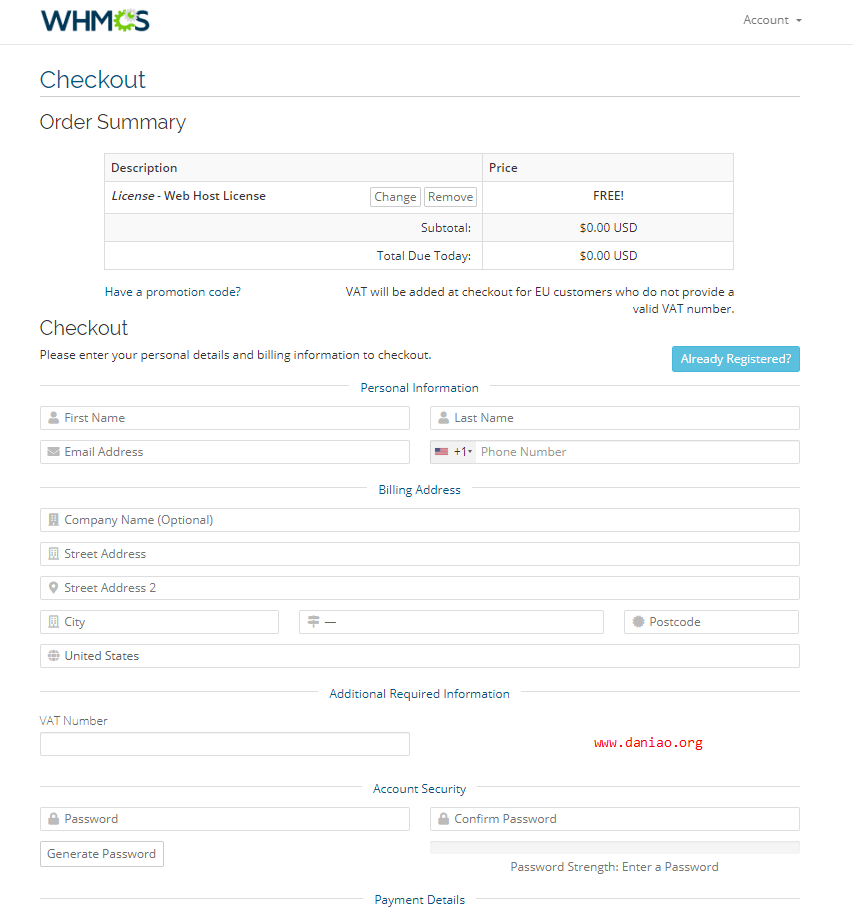 WHMCS
Account
Checkout
Order Summary
Description Price
License - Web Host License Change Remove FREE!
Subtotal: $0.00 USD
Total Due Today: $0.00 USD
Have a promotion code? VAT will be added at checkout for EU customers who do not provide a
valid VAT number.
Checkout
Please enter your personal details and billing information to checkout. Already Registered?
Personal Information
First Name Last Name
Email Address +1 Phone Number
Billing Address
Company Name (Optional)
Street Address
Street Address 2
City — Postcode
United States
Additional Required Information
VAT Number
www.daniao.org
Account Security
Password Confirm Password
Generate Password
Password Strength: Enter a Password
Payment Details